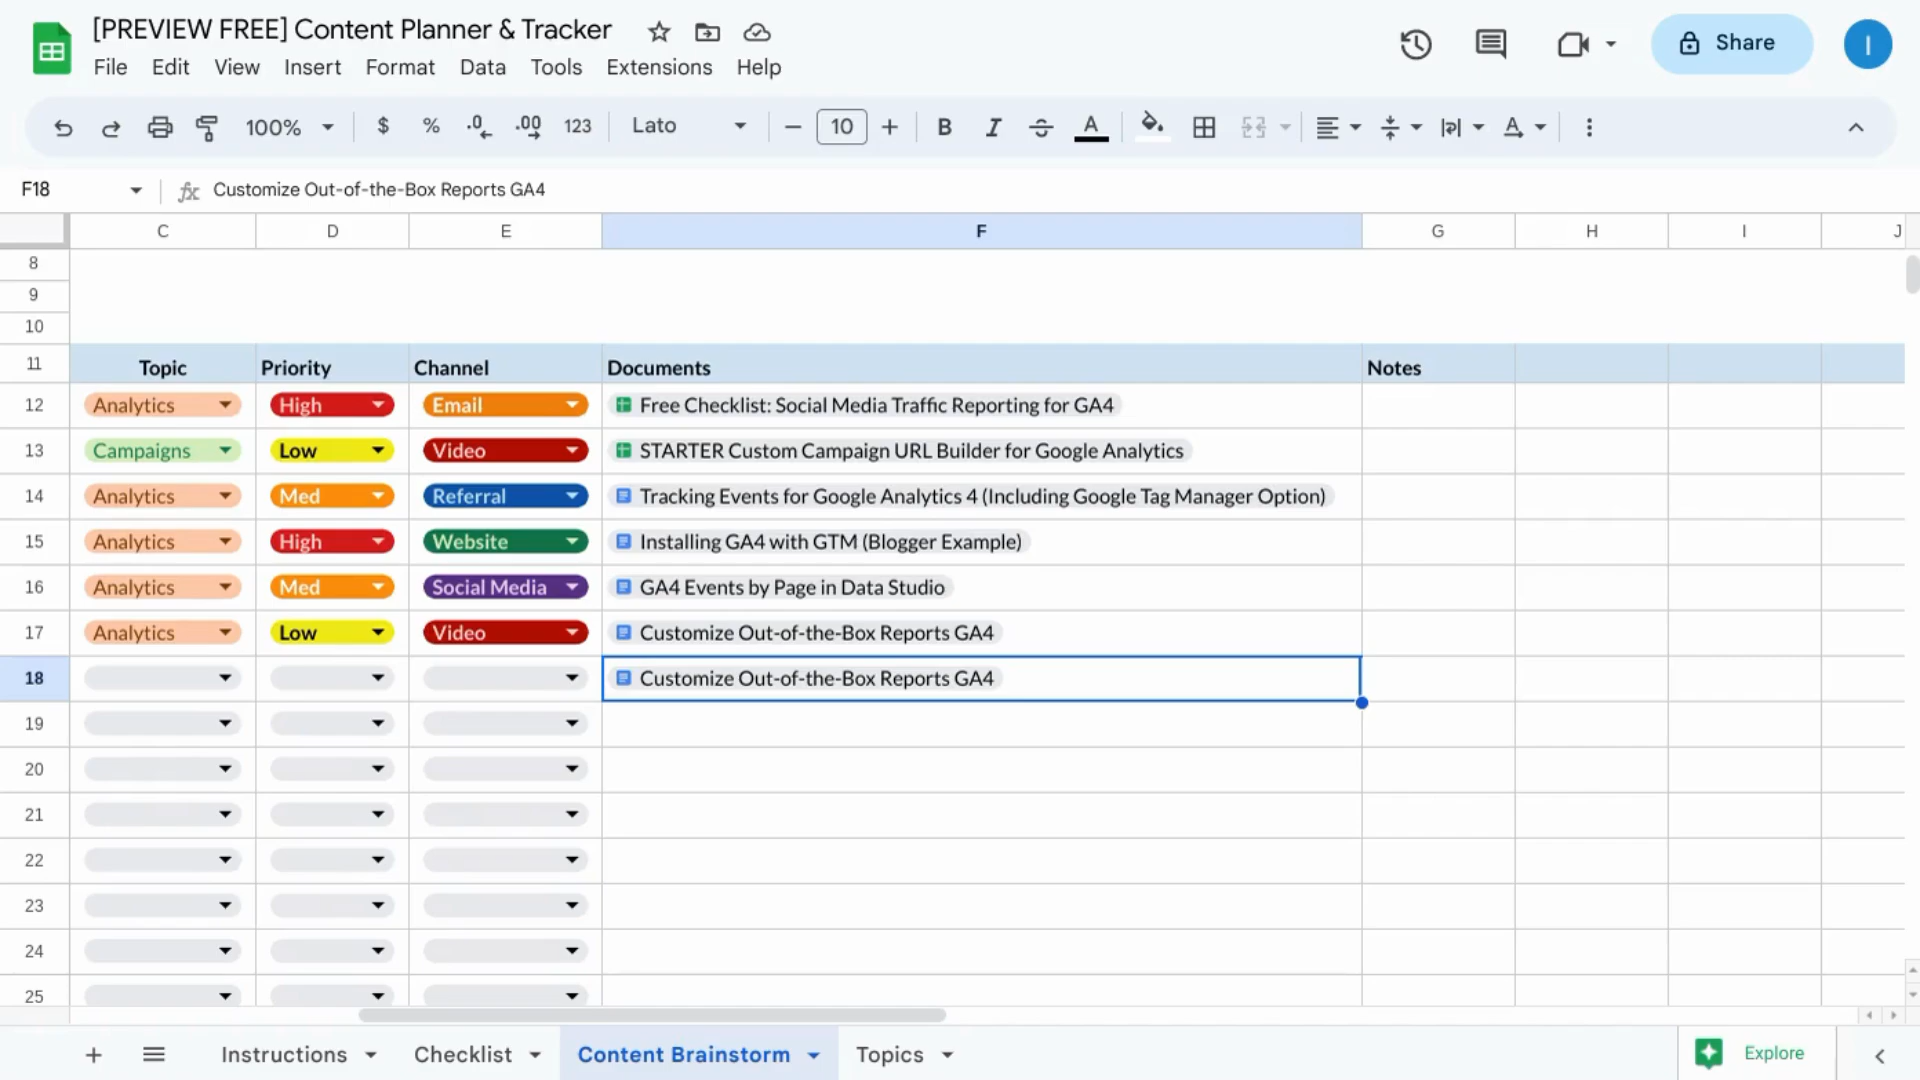 [PREVIEW FREE] Content Planner & Tracker
File Edit View Insert Format Data Tools Extensions Help
Share
I
100% $ % .0 .00 123 Lato 10 B I A A
F18 fx Customize Out-of-the-Box Reports GA4
C D E F G H I J
8
9
10
11 Topic Priority Channel Documents Notes
12 Analytics High Email Free Checklist: Social Media Traffic Reporting for GA4
13 Campaigns Low Video STARTER Custom Campaign URL Builder for Google Analytics
14 Analytics Med Referral Tracking Events for Google Analytics 4 (Including Google Tag Manager Option)
15 Analytics High Website Installing GA4 with GTM (Blogger Example)
16 Analytics Med Social Media GA4 Events by Page in Data Studio
17 Analytics Low Video Customize Out-of-the-Box Reports GA4
18 Customize Out-of-the-Box Reports GA4
19
20
21
22
23
24
25
Instructions Checklist Content Brainstorm Topics Explore